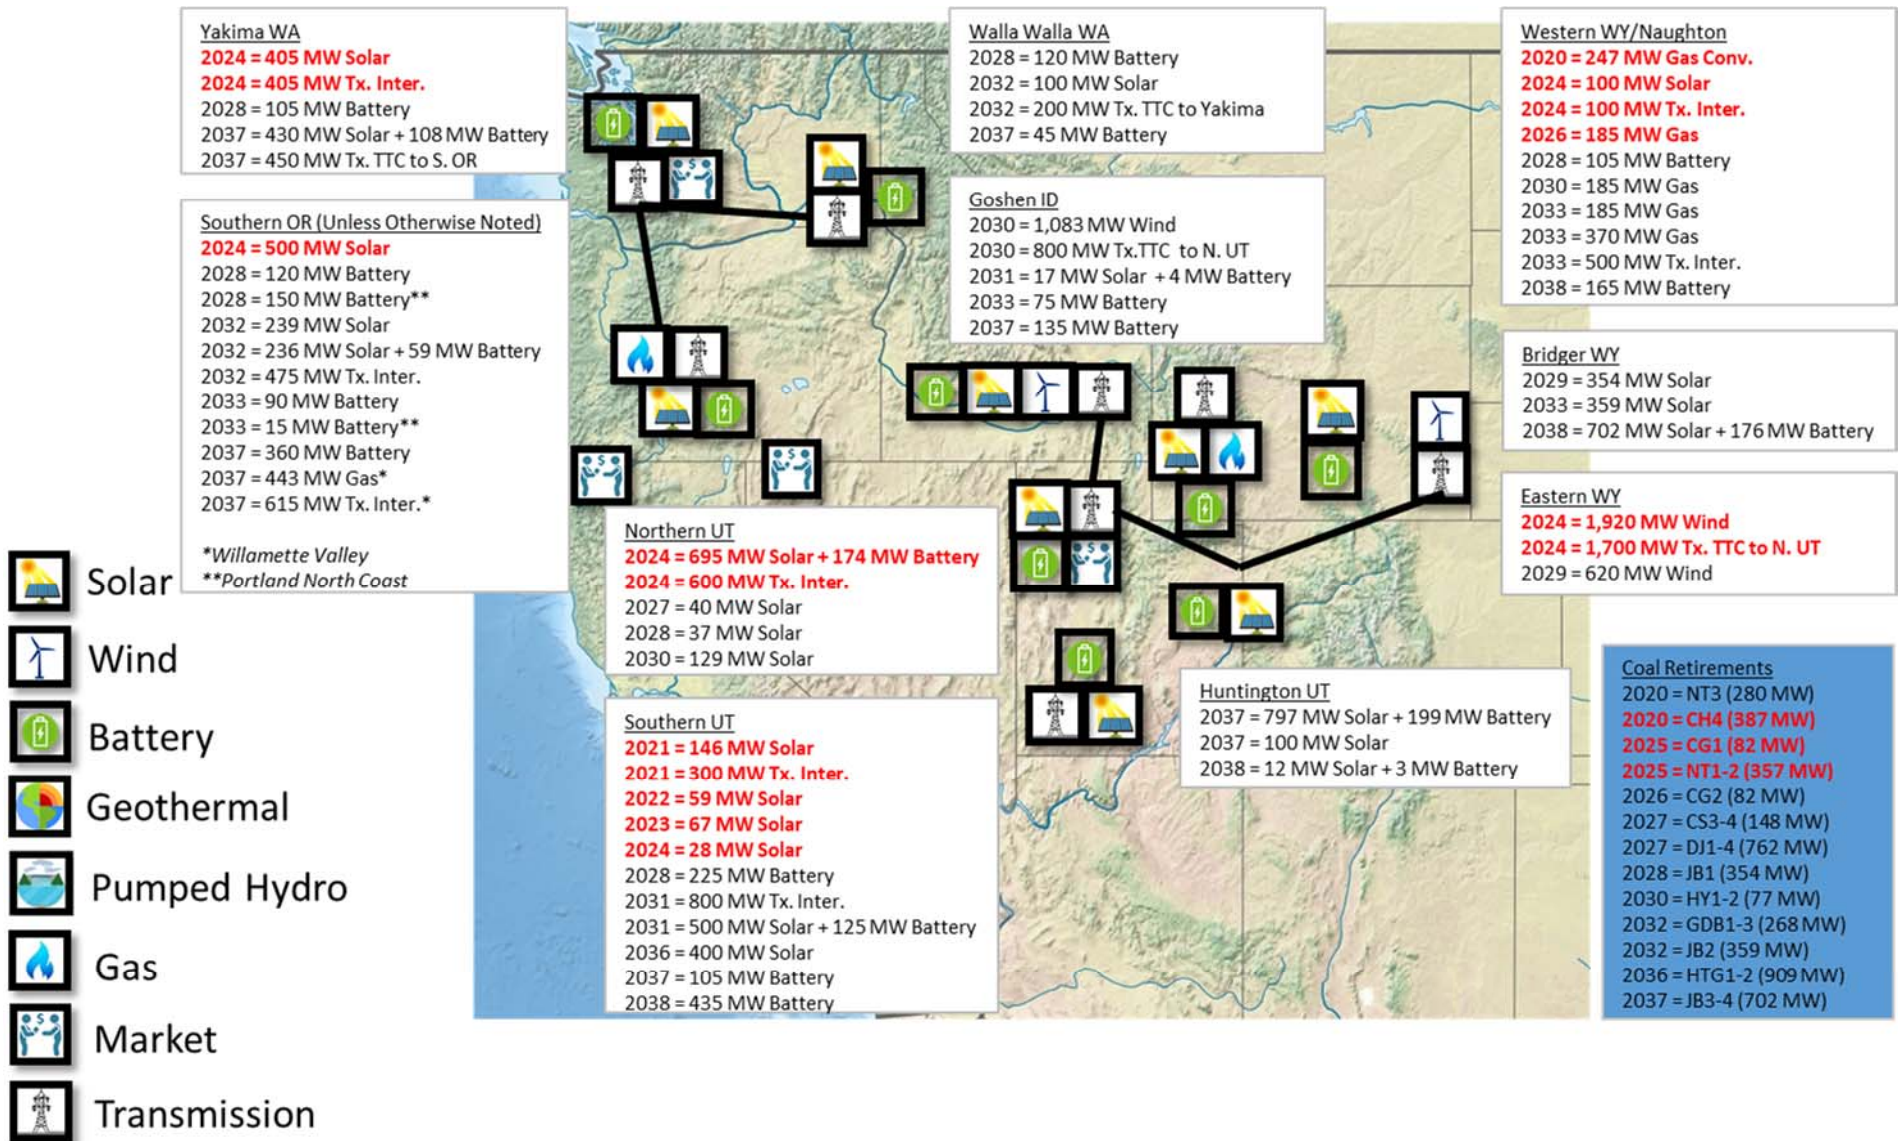 Yakima WA
2024 = 405 MW Solar
2024 = 405 MW Tx. Inter.
2028 = 105 MW Battery
2037 = 430 MW Solar + 108 MW Battery
2037 = 450 MW Tx. TTC to S. OR
Southern OR (Unless Otherwise Noted)
2024 = 500 MW Solar
2028 = 120 MW Battery
2028 = 150 MW Battery**
2032 = 239 MW Solar
2032 = 236 MW Solar + 59 MW Battery
2032 = 475 MW Tx. Inter.
2033 = 90 MW Battery
2033 = 15 MW Battery**
2037 = 360 MW Battery
2037 = 443 MW Gas*
2037 = 615 MW Tx. Inter.*
*Willamette Valley
**Portland North Coast
Walla Walla WA
2028 = 120 MW Battery
2032 = 100 MW Solar
2032 = 200 MW Tx. TTC to Yakima
2037 = 45 MW Battery
Goshen ID
2030 = 1,083 MW Wind
2030 = 800 MW Tx.TTC to N. UT
2031 = 17 MW Solar + 4 MW Battery
2033 = 75 MW Battery
2037 = 135 MW Battery
Western WY/Naughton
2020 = 247 MW Gas Conv.
2024 = 100 MW Solar
2024 = 100 MW Tx. Inter.
2026 = 185 MW Gas
2028 = 105 MW Battery
2030 = 185 MW Gas
2033 = 185 MW Gas
2033 = 370 MW Gas
2033 = 500 MW Tx. Inter.
2038 = 165 MW Battery
Bridger WY
2029 = 354 MW Solar
2033 = 359 MW Solar
2038 = 702 MW Solar + 176 MW Battery
Eastern WY
2024 = 1,920 MW Wind
2024 = 1,700 MW Tx. TTC to N. UT
2029 = 620 MW Wind
Northern UT
2024 = 695 MW Solar + 174 MW Battery
2024 = 600 MW Tx. Inter.
2027 = 40 MW Solar
2028 = 37 MW Solar
2030 = 129 MW Solar
Southern UT
2021 = 146 MW Solar
2021 = 300 MW Tx. Inter.
2022 = 59 MW Solar
2023 = 67 MW Solar
2024 = 28 MW Solar
2028 = 225 MW Battery
2031 = 800 MW Tx. Inter.
2031 = 500 MW Solar + 125 MW Battery
2036 = 400 MW Solar
2037 = 105 MW Battery
2038 = 435 MW Battery
Huntington UT
2037 = 797 MW Solar + 199 MW Battery
2037 = 100 MW Solar
2038 = 12 MW Solar + 3 MW Battery
Coal Retirements
2020 = NT3 (280 MW)
2020 = CH4 (387 MW)
2025 = CG1 (82 MW)
2025 = NT1-2 (357 MW)
2026 = CG2 (82 MW)
2027 = CS3-4 (148 MW)
2027 = DJ1-4 (762 MW)
2028 = JB1 (354 MW)
2030 = HY1-2 (77 MW)
2032 = GDB1-3 (268 MW)
2032 = JB2 (359 MW)
2036 = HTG1-2 (909 MW)
2037 = JB3-4 (702 MW)
Solar
Wind
Battery
Geothermal
Pumped Hydro
Gas
Market
Transmission